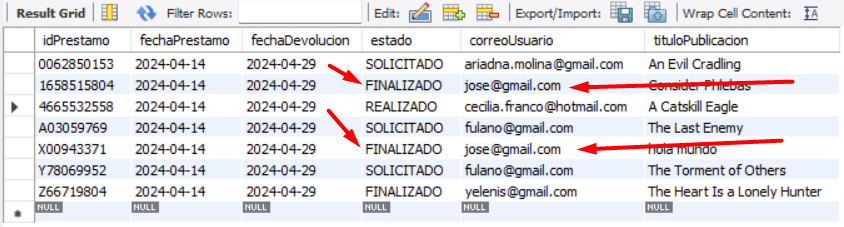 Result Grid Filter Rows: Edit: Export/Import: Wrap Cell Content:
idPrestamo fechaPrestamo fechaDevolucion estado correoUsuario tituloPublicacion
0062850153 2024-04-14 2024-04-29 SOLICITADO ariadna.molina@gmail.com An Evil Cradling
1658515804 2024-04-14 2024-04-29 FINALIZADO jose@gmail.com Consider Phlebas
4665532558 2024-04-14 2024-04-29 REALIZADO cecilia.franco@hotmail.com A Catskill Eagle
A03059769 2024-04-14 2024-04-29 SOLICITADO fulano@gmail.com The Last Enemy
X00943371 2024-04-14 2024-04-29 FINALIZADO jose@gmail.com hola mundo
Y78069952 2024-04-14 2024-04-29 SOLICITADO fulano@gmail.com The Torment of Others
Z66719804 2024-04-14 2024-04-29 FINALIZADO yelenis@gmail.com The Heart Is a Lonely Hunter
NULL NULL NULL NULL NULL NULL